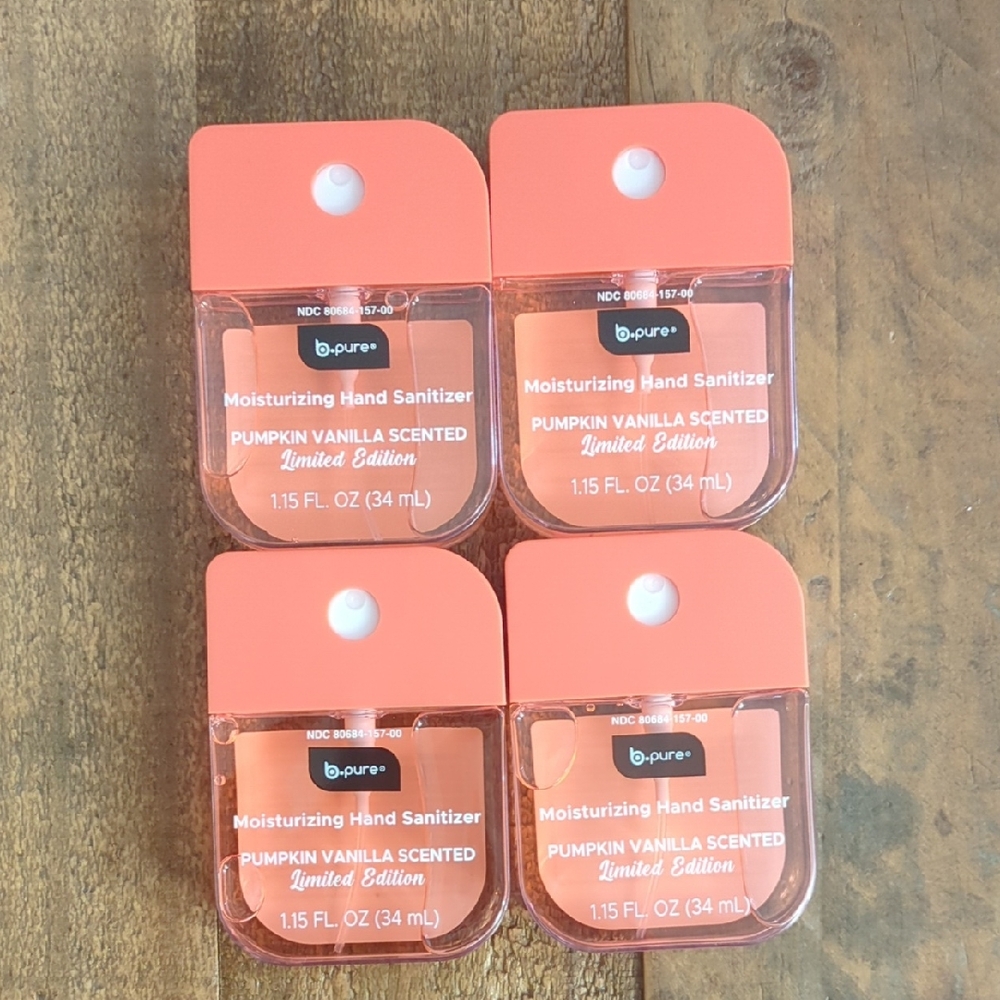 NDC 80684-157-00
b.pure®
Moisturizing Hand Sanitizer
PUMPKIN VANILLA SCENTED
Limited Edition
1.15 FL. OZ (34 mL)
NDC 80684-157-00
b.pure®
Moisturizing Hand Sanitizer
PUMPKIN VANILLA SCENTED
Limited Edition
1.15 FL. OZ (34 mL)
NDC 80684-157-00
b.pure®
Moisturizing Hand Sanitizer
PUMPKIN VANILLA SCENTED
Limited Edition
1.15 FL. OZ (34 mL)
NDC 80684-157-00
b.pure®
Moisturizing Hand Sanitizer
PUMPKIN VANILLA SCENTED
Limited Edition
1.15 FL. OZ (34 mL)